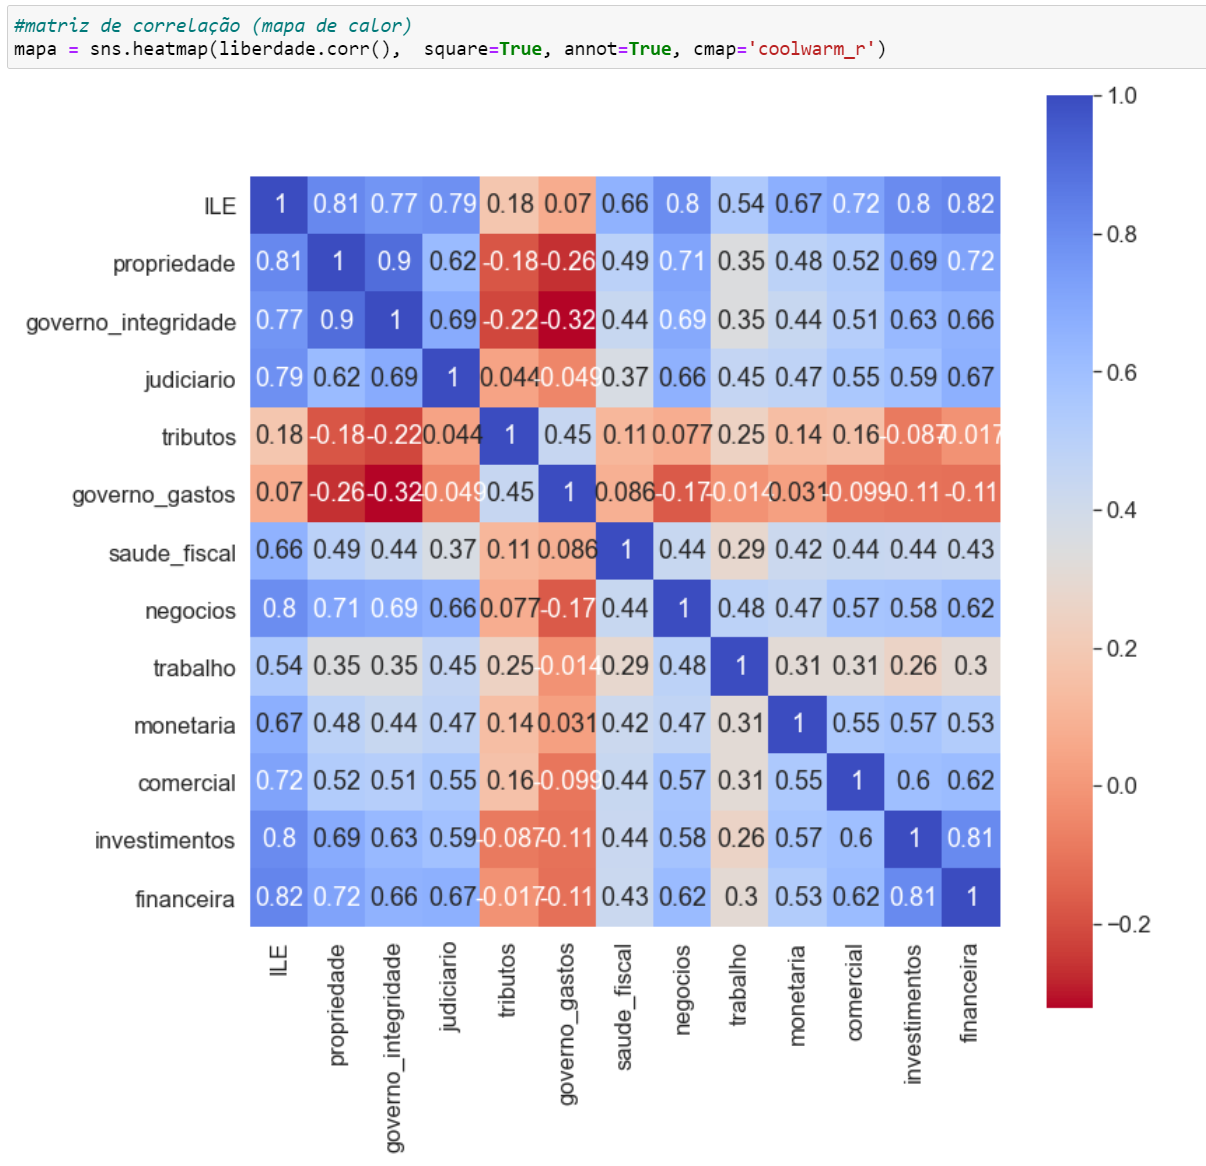 #matriz de correlação (mapa de calor)
mapa = sns.heatmap(liberdade.corr(),  square=True, annot=True, cmap='coolwarm_r')
1.0
0.8
0.6
0.4
0.2
0.0
−0.2
ILE 1 0.81 0.77 0.79 0.18 0.07 0.66 0.8 0.54 0.67 0.72 0.8 0.82
propriedade 0.81 1 0.9 0.62 -0.18 -0.26 0.49 0.71 0.35 0.48 0.52 0.69 0.72
governo_integridade 0.77 0.9 1 0.69 -0.22 -0.32 0.44 0.69 0.35 0.44 0.51 0.63 0.66
judiciario 0.79 0.62 0.69 1 0.044 -0.049 0.37 0.66 0.45 0.47 0.55 0.59 0.67
tributos 0.18 -0.18 -0.22 0.044 1 0.45 0.11 0.077 0.25 0.14 0.16 -0.087 -0.017
governo_gastos 0.07 -0.26 -0.32 -0.049 0.45 1 0.086 -0.17 -0.014 0.031 -0.099 -0.11 -0.11
saude_fiscal 0.66 0.49 0.44 0.37 0.11 0.086 1 0.44 0.29 0.42 0.44 0.44 0.43
negocios 0.8 0.71 0.69 0.66 0.077 -0.17 0.44 1 0.48 0.47 0.57 0.58 0.62
trabalho 0.54 0.35 0.35 0.45 0.25 -0.014 0.29 0.48 1 0.31 0.31 0.26 0.3
monetaria 0.67 0.48 0.44 0.47 0.14 0.031 0.42 0.47 0.31 1 0.55 0.57 0.53
comercial 0.72 0.52 0.51 0.55 0.16 -0.099 0.44 0.57 0.31 0.55 1 0.6 0.62
investimentos 0.8 0.69 0.63 0.59 -0.087 -0.11 0.44 0.58 0.26 0.57 0.6 1 0.81
financeira 0.82 0.72 0.66 0.67 -0.017 -0.11 0.43 0.62 0.3 0.53 0.62 0.81 1
ILE
propriedade
governo_integridade
judiciario
tributos
governo_gastos
saude_fiscal
negocios
trabalho
monetaria
comercial
investimentos
financeira